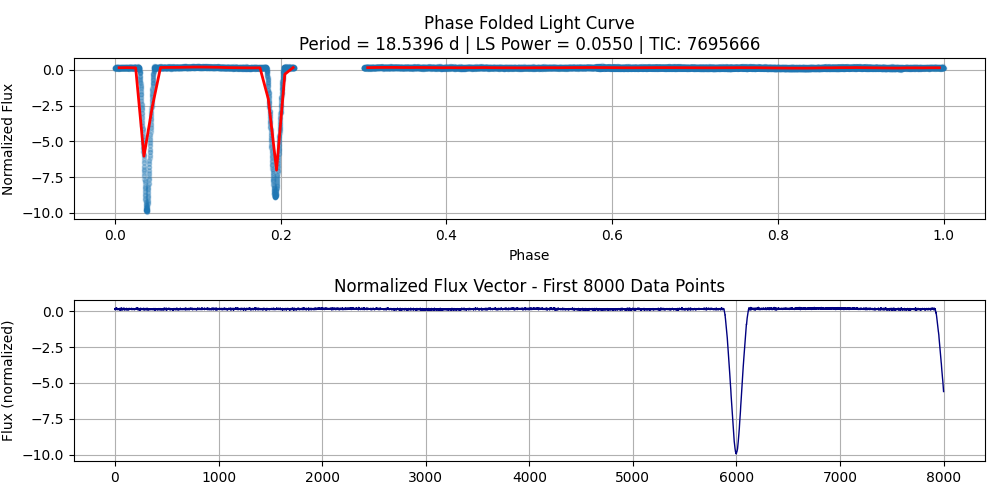 Phase Folded Light Curve
Period = 18.5396 d | LS Power = 0.0550 | TIC: 7695666
Normalized Flux
0.0
−2.5
−5.0
−7.5
−10.0
0.0 0.2 0.4 0.6 0.8 1.0
Phase
Normalized Flux Vector - First 8000 Data Points
Flux (normalized)
0.0
−2.5
−5.0
−7.5
−10.0
0 1000 2000 3000 4000 5000 6000 7000 8000